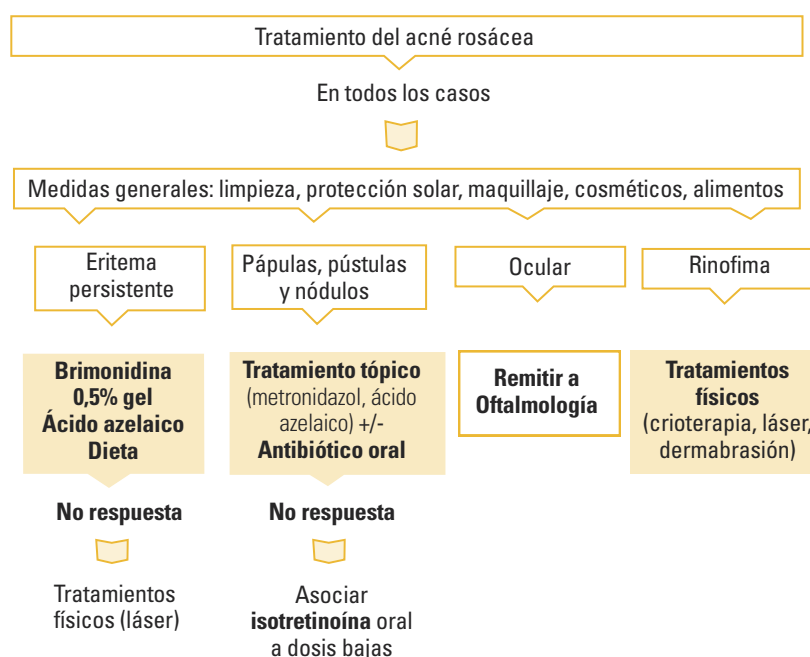 Tratamiento del acné rosácea
En todos los casos
Medidas generales: limpieza, protección solar, maquillaje, cosméticos, alimentos
Eritema
persistente
Pápulas, pústulas
y nódulos
Ocular
Rinofima
Brimonidina
0,5% gel
Ácido azelaico
Dieta
Tratamiento tópico
(metronidazol, ácido
azelaico) +/-
Antibiótico oral
Remitir a
Oftalmología
Tratamientos
físicos
(crioterapia, láser,
dermabrasión)
No respuesta
No respuesta
Tratamientos
físicos (láser)
Asociar
isotretinoína oral
a dosis bajas